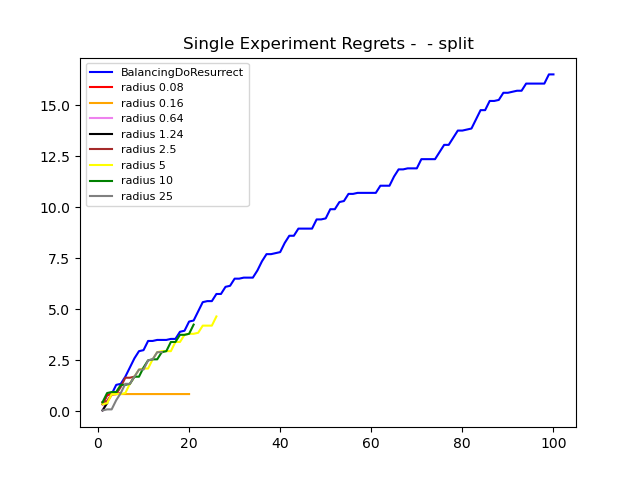 Single Experiment Regrets -  - split
BalancingDoResurrect
radius 0.08
radius 0.16
radius 0.64
radius 1.24
radius 2.5
radius 5
radius 10
radius 25
15.0
12.5
10.0
7.5
5.0
2.5
0.0
0 20 40 60 80 100